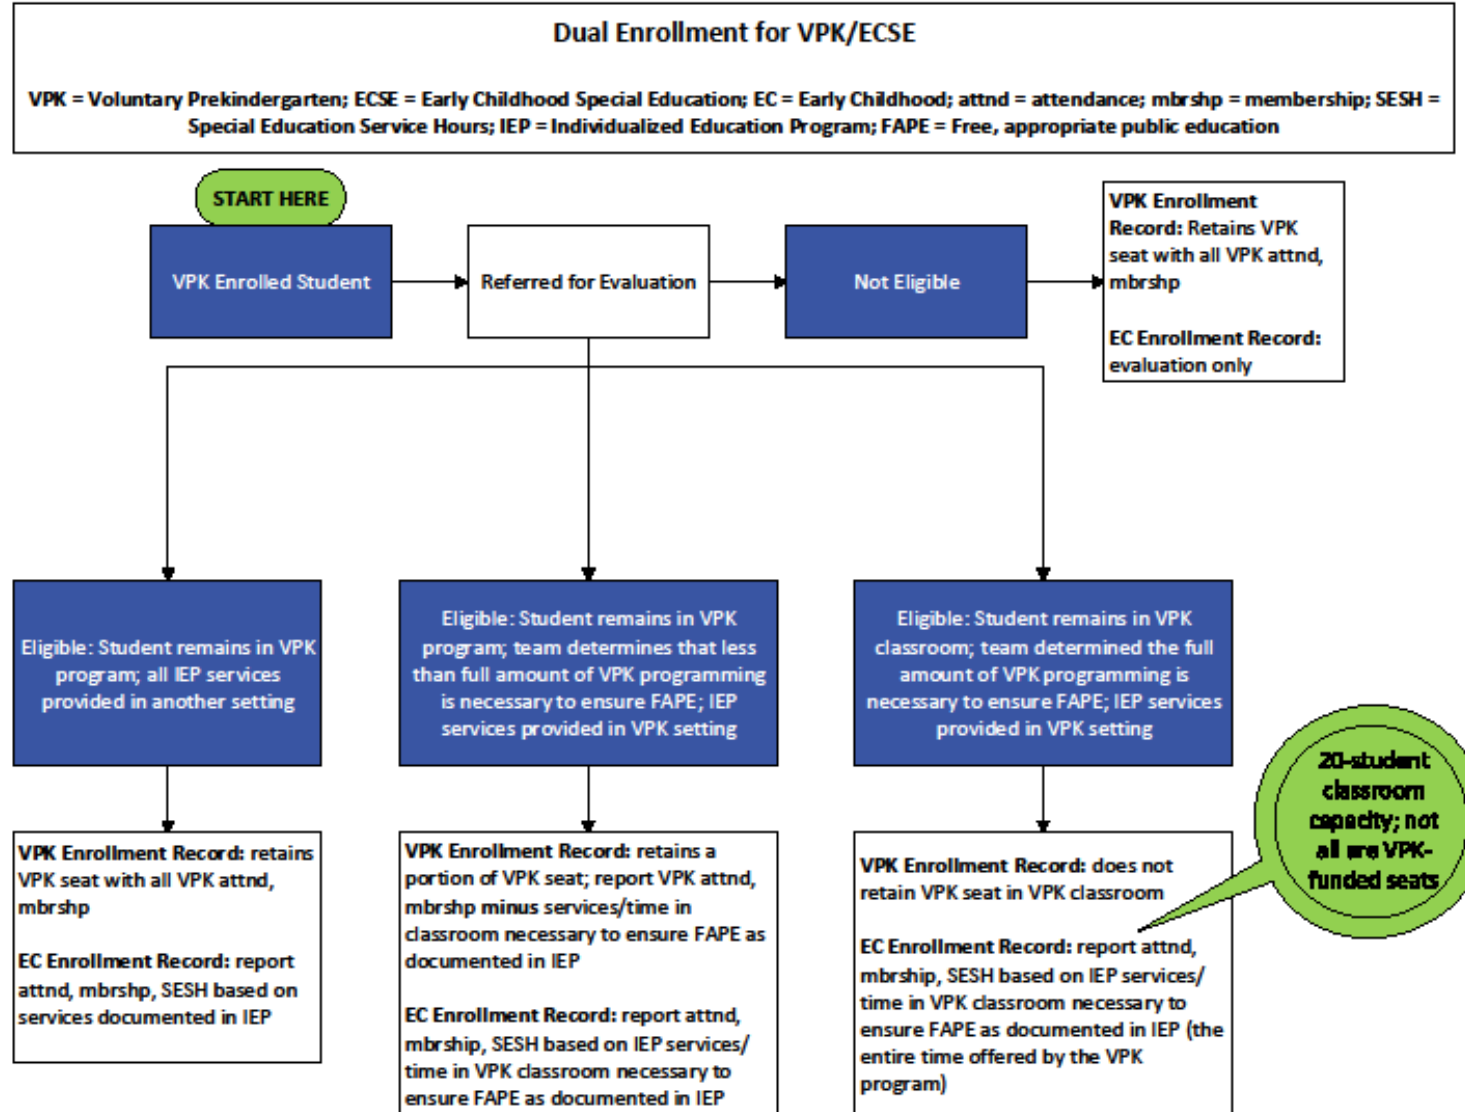 Dual Enrollment for VPK/ECSE
VPK = Voluntary Prekindergarten; ECSE = Early Childhood Special Education; EC = Early Childhood; attnd = attendance; mbrshp = membership; SESH =
Special Education Service Hours; IEP = Individualized Education Program; FAPE = Free, appropriate public education
START HERE
VPK Enrolled Student
Referred for Evaluation
Not Eligible
VPK Enrollment
Record: Retains VPK
seat with all VPK attnd,
mbrshp
EC Enrollment Record:
evaluation only
Eligible: Student remains in VPK
program; all IEP services
provided in another setting
Eligible: Student remains in VPK
program; team determines that less
than full amount of VPK programming
is necessary to ensure FAPE; IEP
services provided in VPK setting
Eligible: Student remains in VPK
classroom; team determined the full
amount of VPK programming is
necessary to ensure FAPE; IEP services
provided in VPK setting
20-student
classroom
capacity; not
all are VPK-
funded seats
VPK Enrollment Record: retains
VPK seat with all VPK attnd,
mbrshp
EC Enrollment Record: report
attnd, mbrshp, SESH based on
services documented in IEP
VPK Enrollment Record: retains a
portion of VPK seat; report VPK attnd,
mbrshp minus services/time in
classroom necessary to ensure FAPE as
documented in IEP
EC Enrollment Record: report attnd,
mbrship, SESH based on IEP services/
time in VPK classroom necessary to
ensure FAPE as documented in IEP
VPK Enrollment Record: does not
retain VPK seat in VPK classroom
EC Enrollment Record: report attnd,
mbrship, SESH based on IEP services/
time in VPK classroom necessary to
ensure FAPE as documented in IEP (the
entire time offered by the VPK
program)